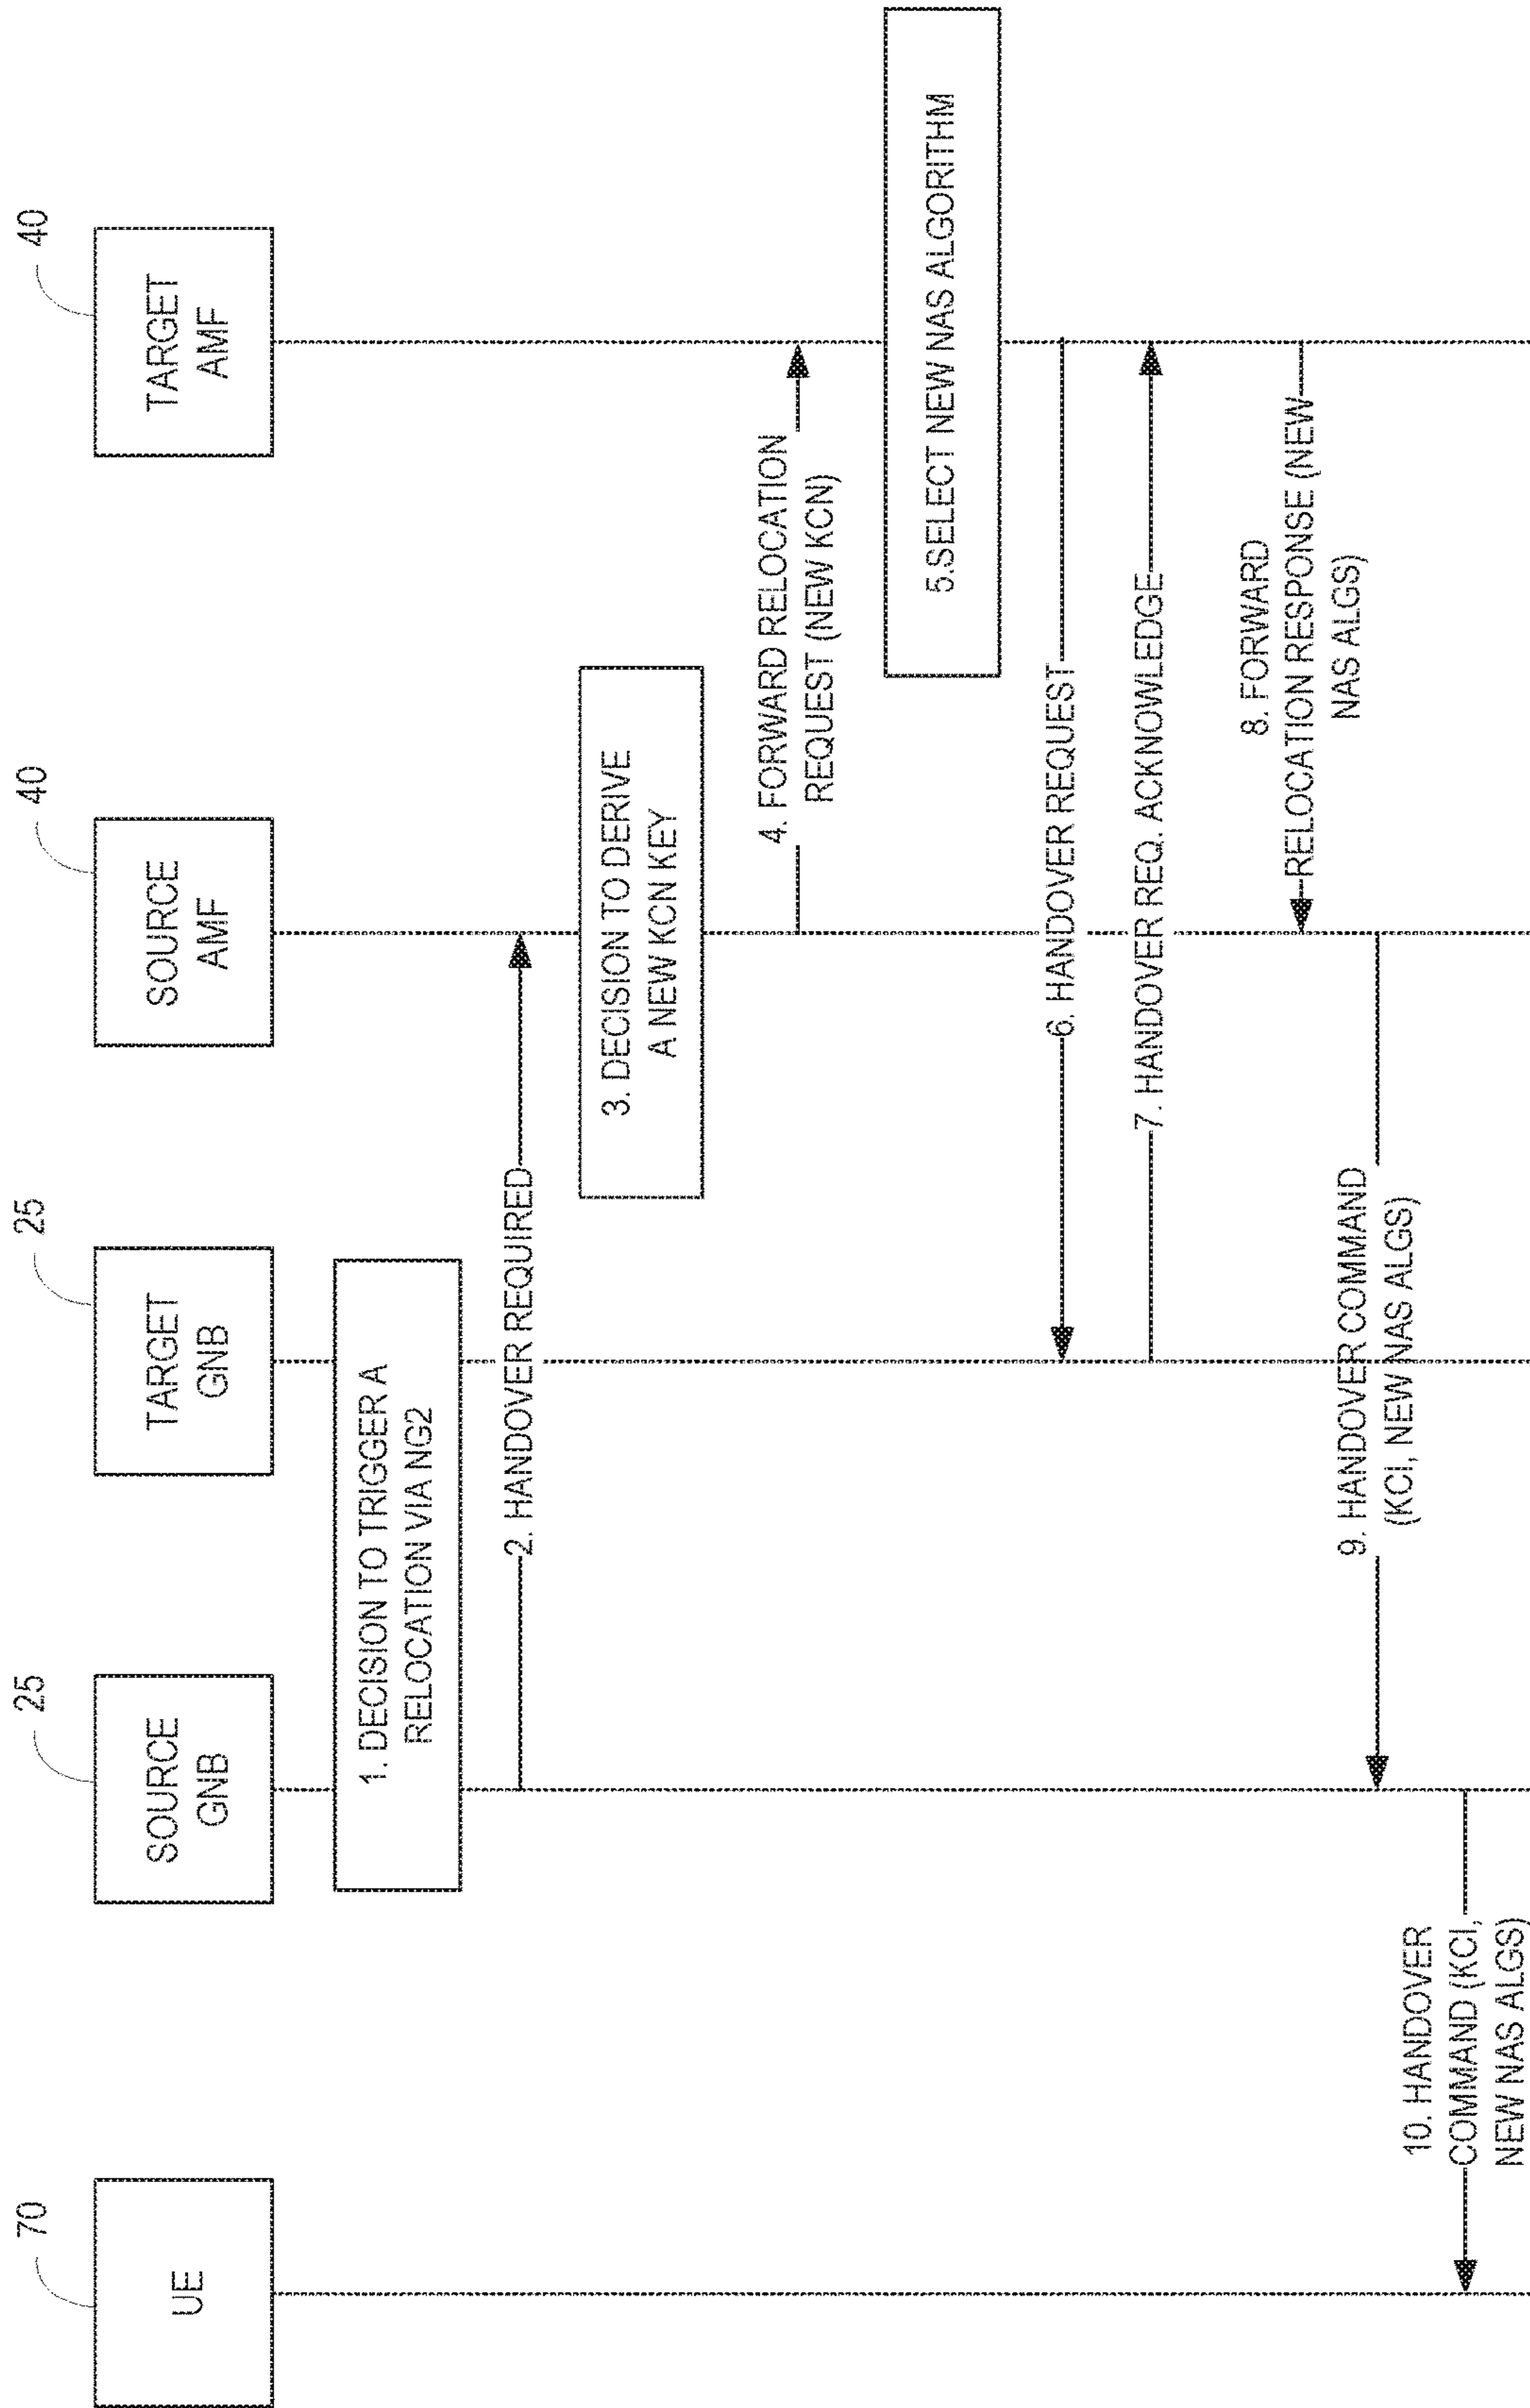 70
UE
25
SOURCE
GNB
25
TARGET
GNB
40
SOURCE
AMF
40
TARGET
AMF
1. DECISION TO TRIGGER A
RELOCATION VIA NG2
2. HANDOVER REQUIRED
3. DECISION TO DERIVE
A NEW KCN KEY
4. FORWARD RELOCATION
REQUEST (NEW KCN)
5.SELECT NEW NAS ALGORITHM
6. HANDOVER REQUEST
7. HANDOVER REQ. ACKNOWLEDGE
8. FORWARD
RELOCATION RESPONSE (NEW
NAS ALGS)
9. HANDOVER COMMAND
(KCI, NEW NAS ALGS)
10. HANDOVER
COMMAND (KCI,
NEW NAS ALGS)